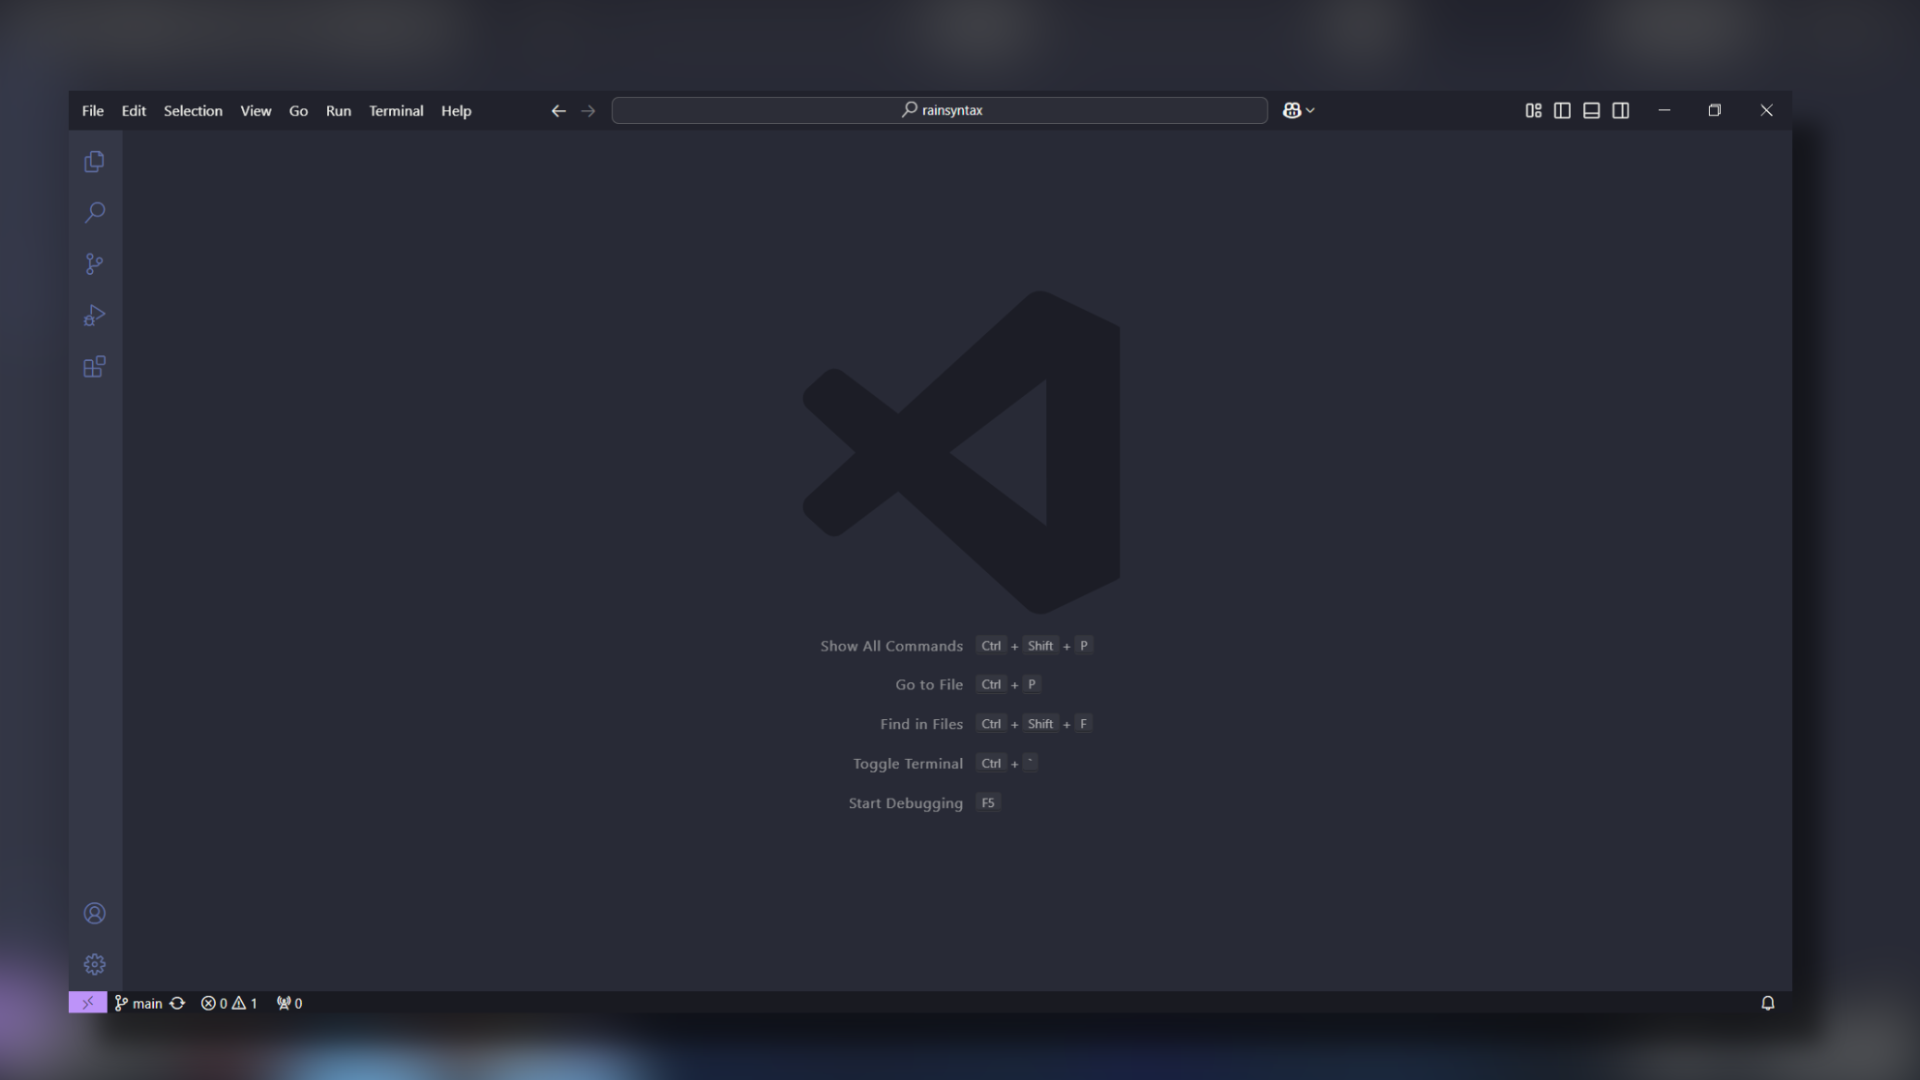 File Edit Selection View Go Run Terminal Help rainsyntax
Show All Commands Ctrl + Shift + P
Go to File Ctrl + P
Find in Files Ctrl + Shift + F
Toggle Terminal Ctrl + `
Start Debugging F5
main 0 1 0